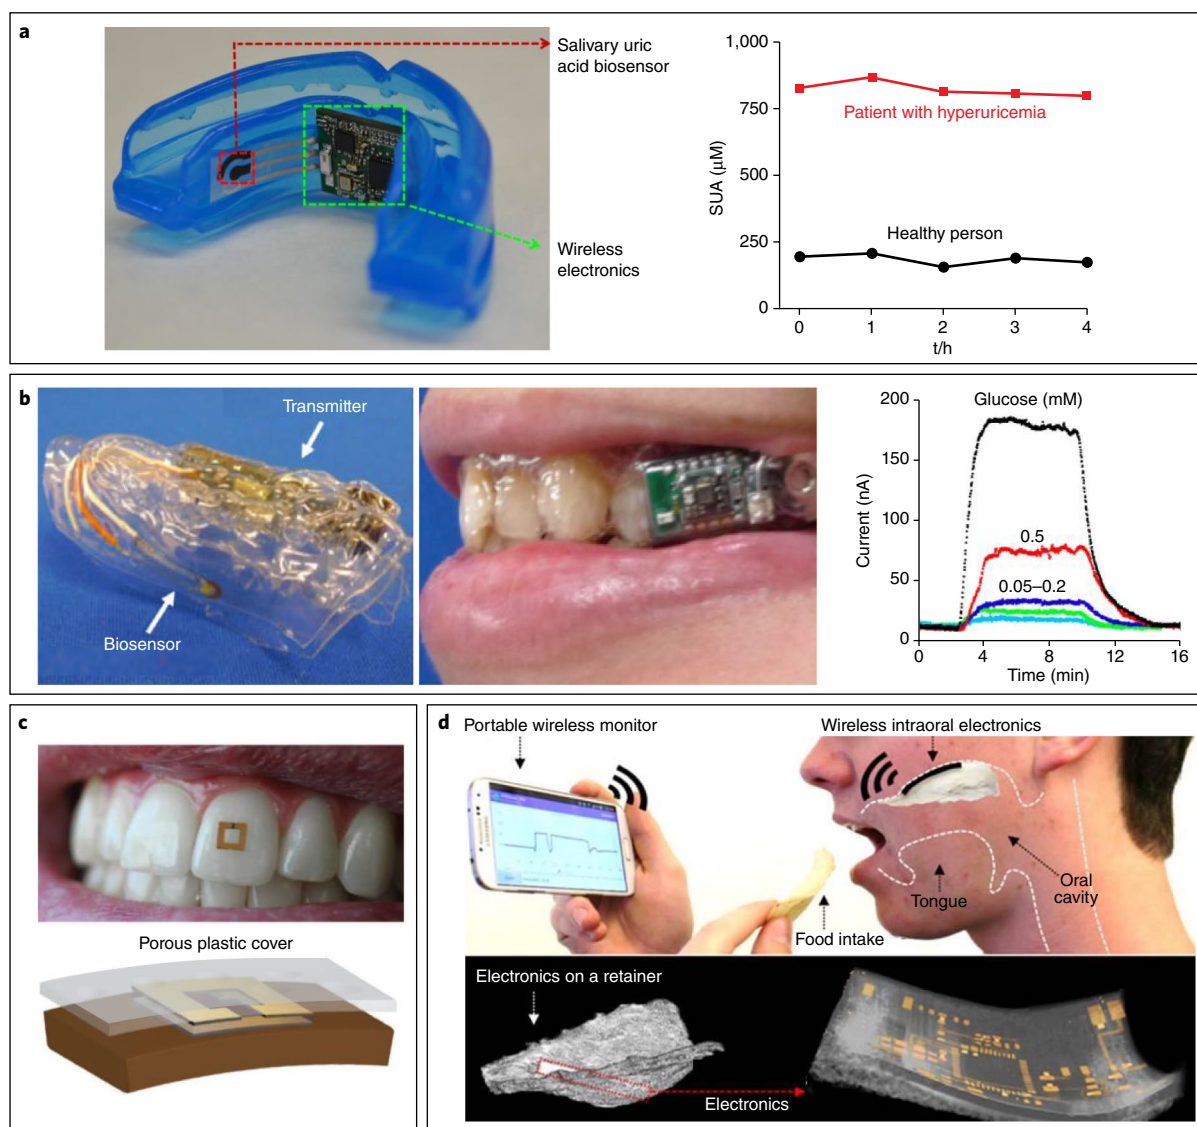 a
Salivary uric
acid biosensor
Wireless
electronics
1,000
750
500
250
0
SUA (μM)
Patient with hyperuricemia
Healthy person
0 1 2 3 4
t/h
b
Transmitter
Biosensor
200
150
100
50
0
Current (nA)
Glucose (mM)
0.5
0.05–0.2
0 4 8 12 16
Time (min)
c
Porous plastic cover
d
Portable wireless monitor
Wireless intraoral electronics
SAMSUNG
Tongue
Oral
cavity
Food intake
Electronics on a retainer
Electronics